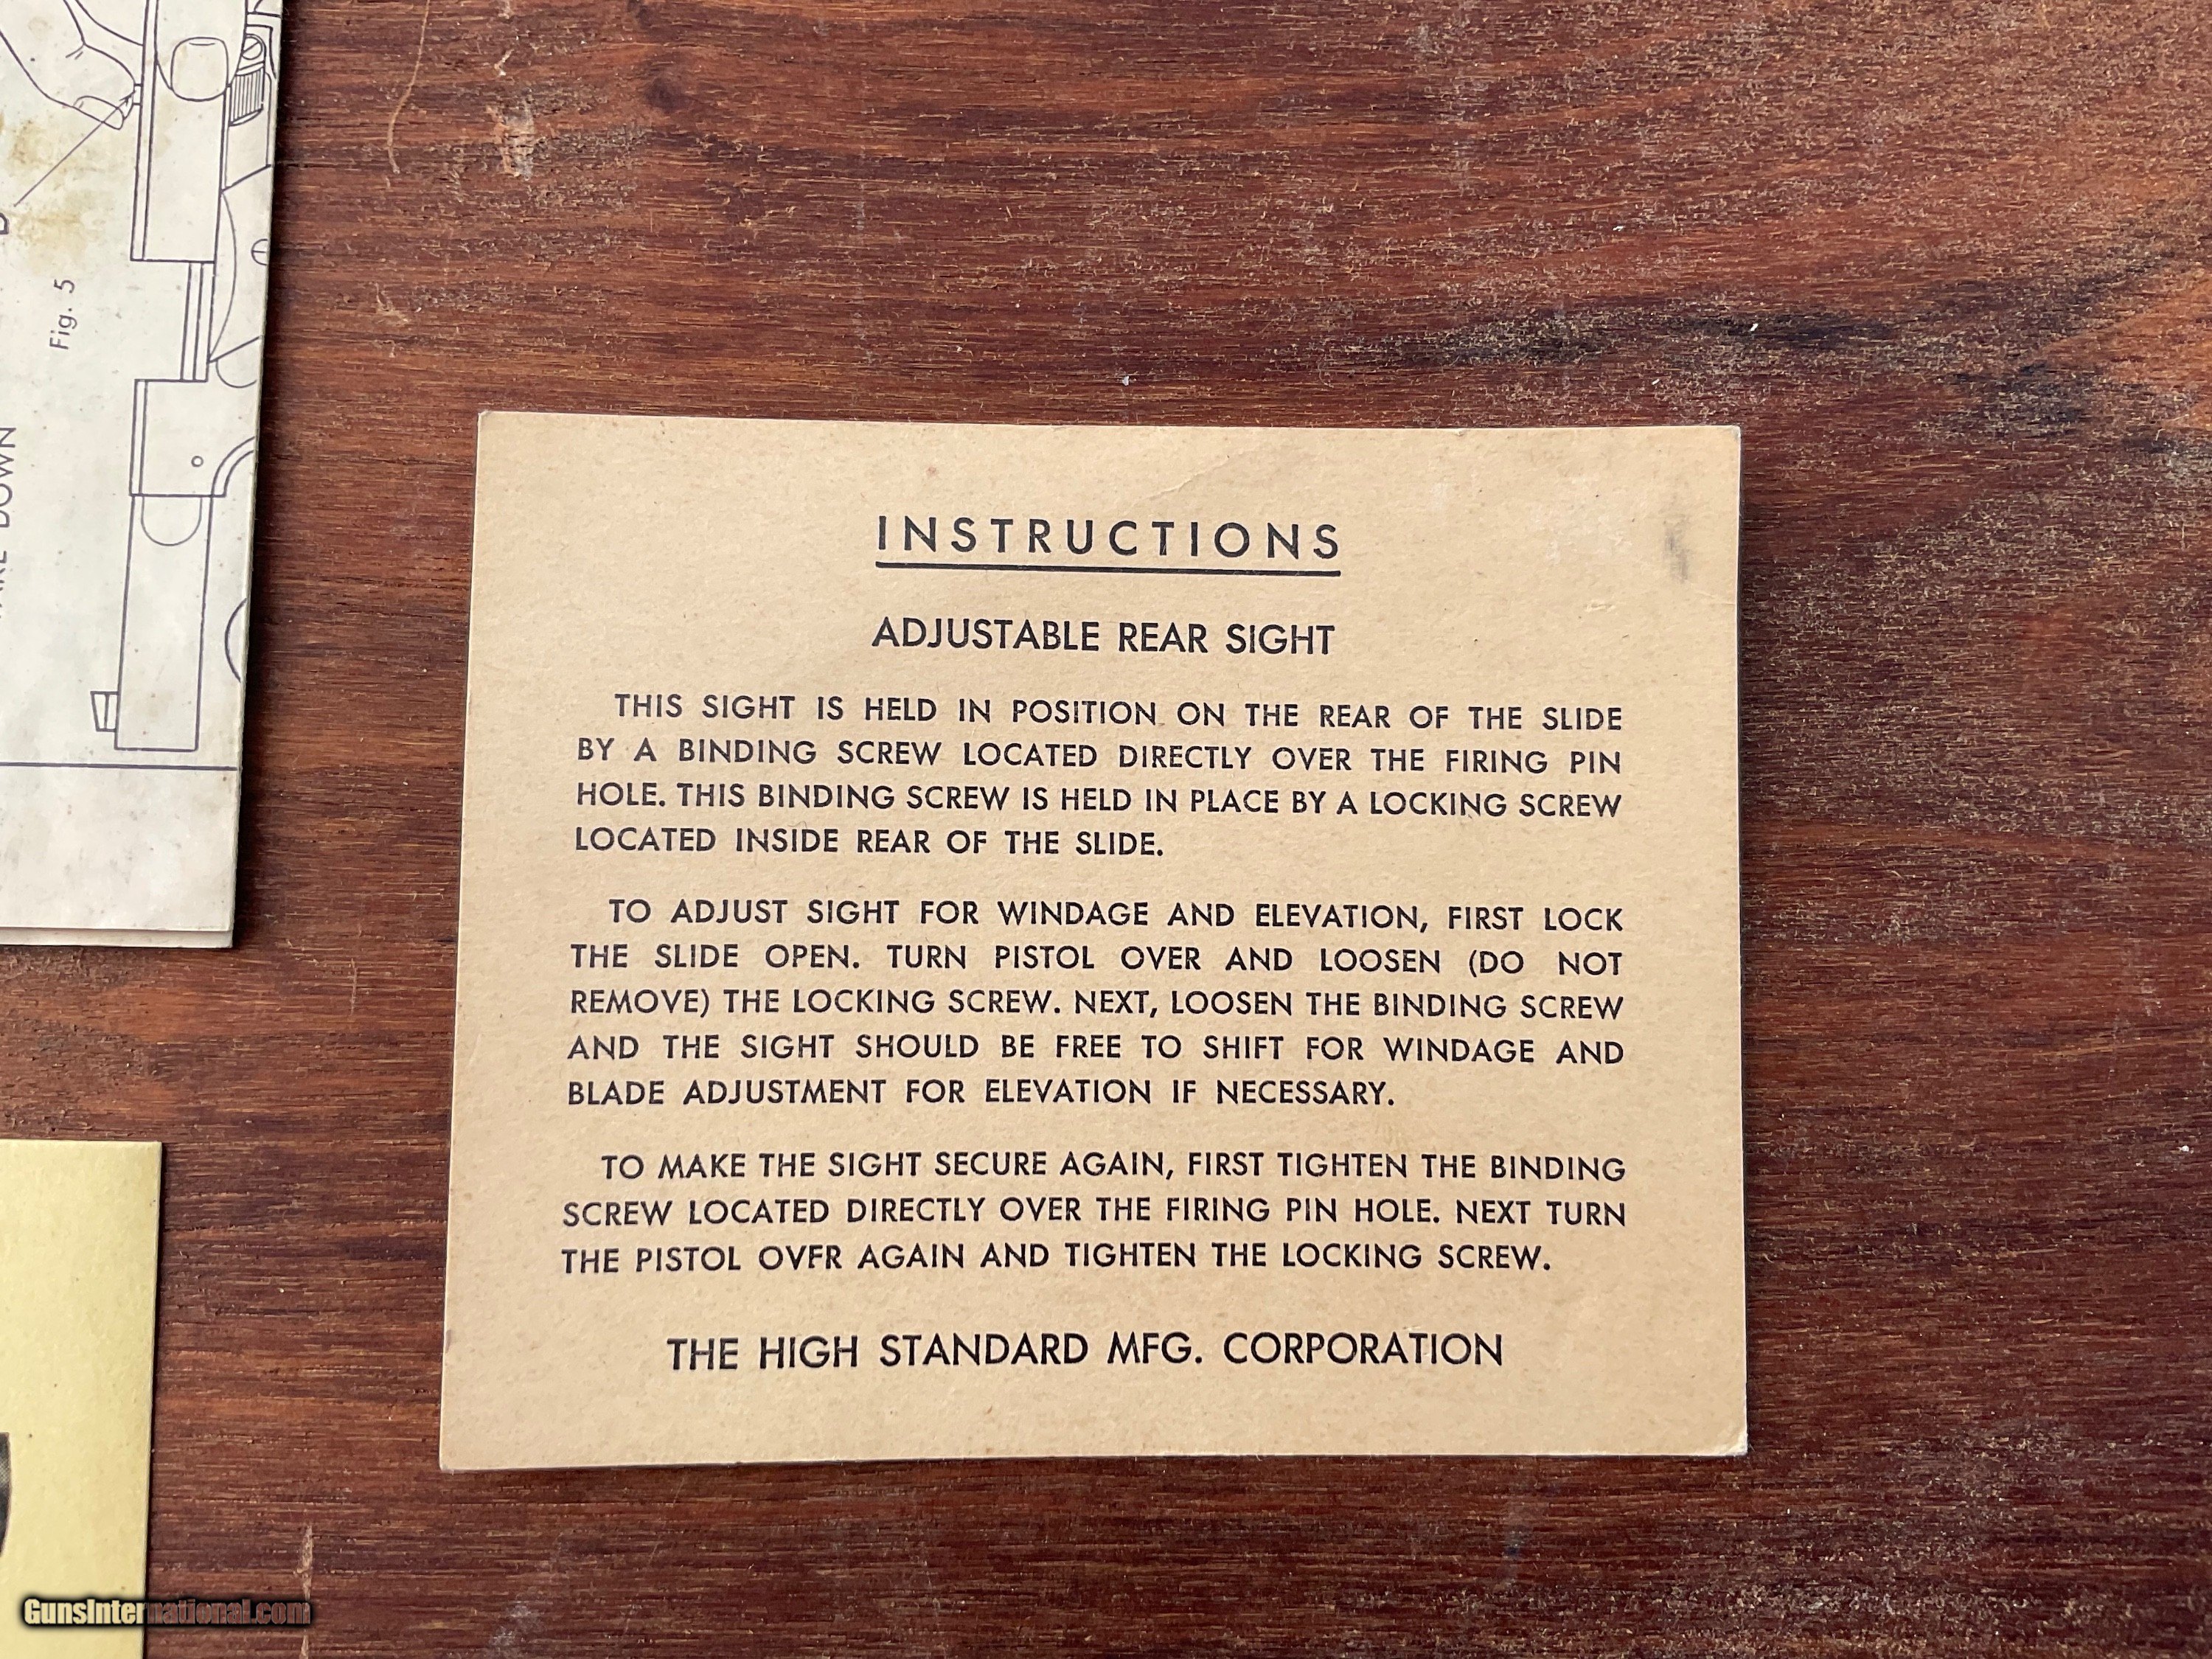 Fig. 5
DOWN
INSTRUCTIONS
ADJUSTABLE REAR SIGHT
THIS SIGHT IS HELD IN POSITION ON THE REAR OF THE SLIDE
BY A BINDING SCREW LOCATED DIRECTLY OVER THE FIRING PIN
HOLE. THIS BINDING SCREW IS HELD IN PLACE BY A LOCKING SCREW
LOCATED INSIDE REAR OF THE SLIDE.
TO ADJUST SIGHT FOR WINDAGE AND ELEVATION, FIRST LOCK
THE SLIDE OPEN. TURN PISTOL OVER AND LOOSEN (DO NOT
REMOVE) THE LOCKING SCREW. NEXT, LOOSEN THE BINDING SCREW
AND THE SIGHT SHOULD BE FREE TO SHIFT FOR WINDAGE AND
BLADE ADJUSTMENT FOR ELEVATION IF NECESSARY.
TO MAKE THE SIGHT SECURE AGAIN, FIRST TIGHTEN THE BINDING
SCREW LOCATED DIRECTLY OVER THE FIRING PIN HOLE. NEXT TURN
THE PISTOL OVFR AGAIN AND TIGHTEN THE LOCKING SCREW.
THE HIGH STANDARD MFG. CORPORATION
GunsInternational.com